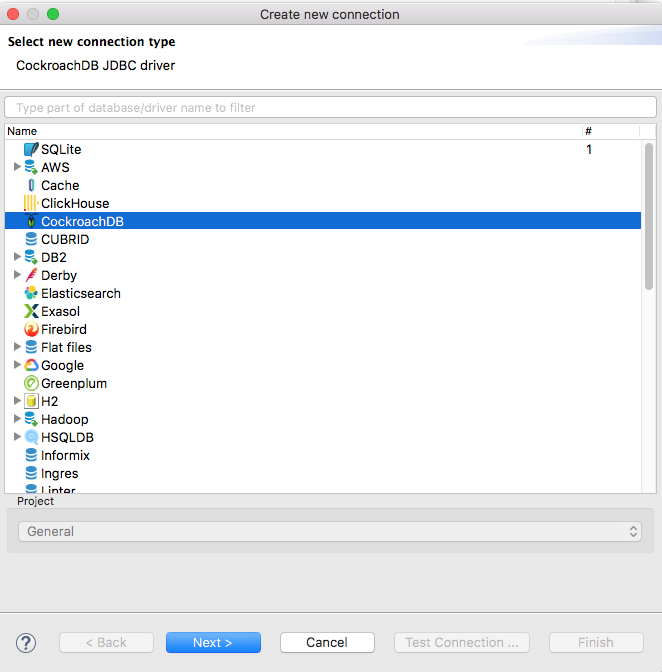 Create new connection
Select new connection type
CockroachDB JDBC driver
Type part of database/driver name to filter
Name #
SQLite 1
AWS
Cache
ClickHouse
CockroachDB
CUBRID
DB2
Derby
Elasticsearch
Exasol
Firebird
Flat files
Google
Greenplum
H2
Hadoop
HSQLDB
Informix
Ingres
Linter
Project
General
? < Back Next > Cancel Test Connection ... Finish